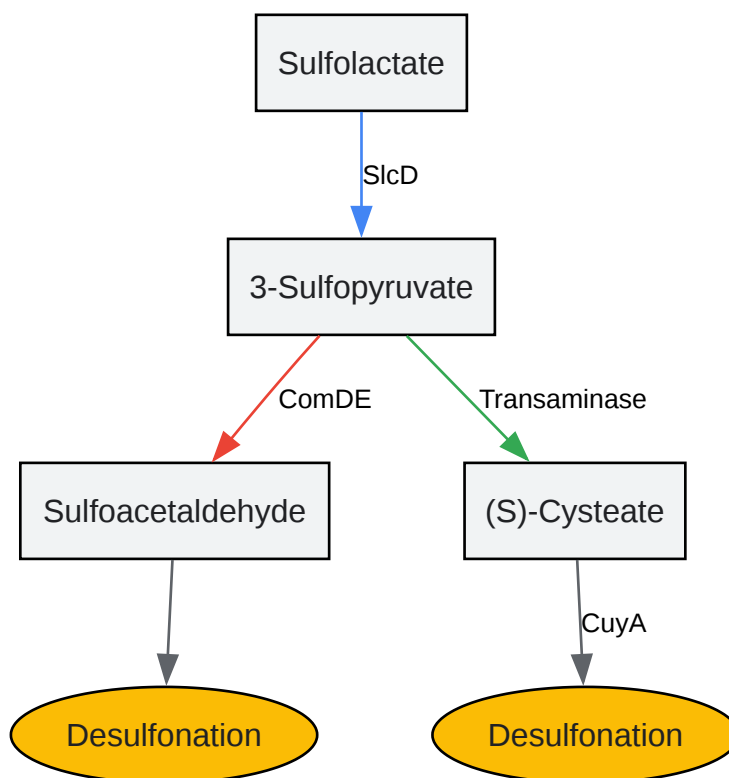 Sulfolactate
SlcD
3-Sulfopyruvate
ComDE
Transaminase
Sulfoacetaldehyde
(S)-Cysteate
CuyA
Desulfonation
Desulfonation